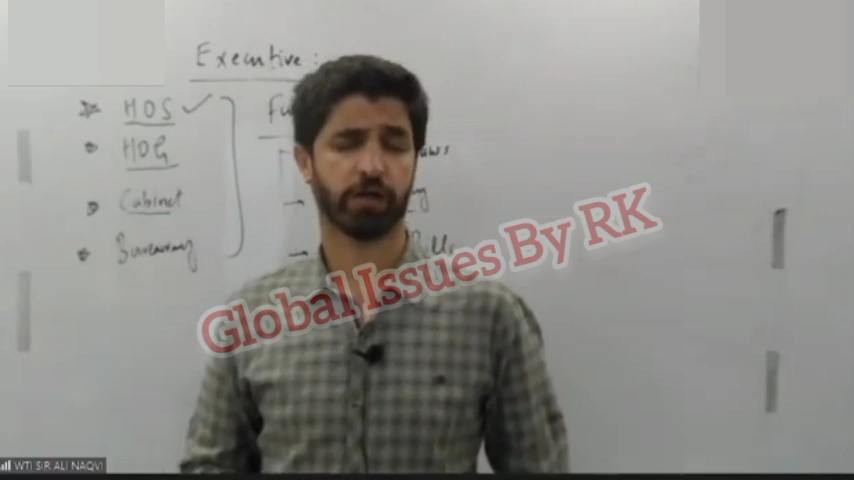 Executive :
HOS ✓
HOG
Cabinet
Bureaucracy
Global Issues By RK
WTI SIR ALI NAQVI